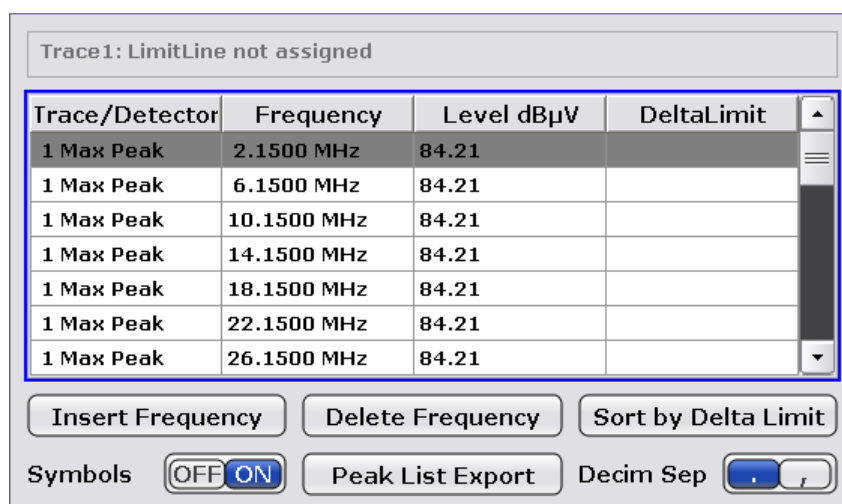 Trace1: LimitLine not assigned
Trace/Detector Frequency Level dBµV DeltaLimit
1 Max Peak 2.1500 MHz 84.21
1 Max Peak 6.1500 MHz 84.21
1 Max Peak 10.1500 MHz 84.21
1 Max Peak 14.1500 MHz 84.21
1 Max Peak 18.1500 MHz 84.21
1 Max Peak 22.1500 MHz 84.21
1 Max Peak 26.1500 MHz 84.21
Insert Frequency Delete Frequency Sort by Delta Limit
Symbols OFF ON Peak List Export Decim Sep . ,